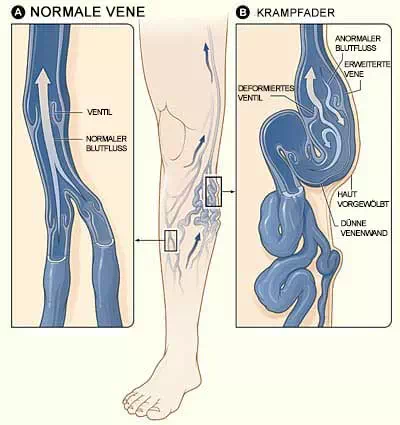 A NORMALE VENE
VENTIL
NORMALER
BLUTFLUSS
B KRAMPFADER
ANORMALER
BLUTFLUSS
ERWEITERTE
VENE
DEFORMIERTES
VENTIL
HAUT
VORGEWÖLBT
DÜNNE
VENENWAND